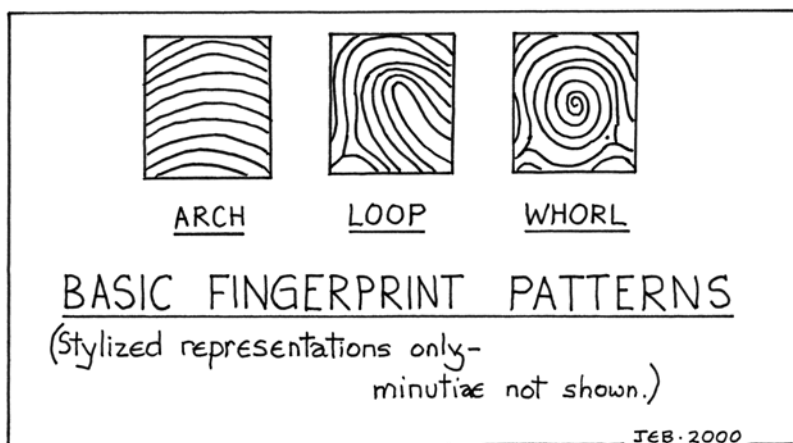 ARCH LOOP WHORL
BASIC FINGERPRINT PATTERNS
(Stylized representations only-
minutiae not shown.)
JEB · 2000